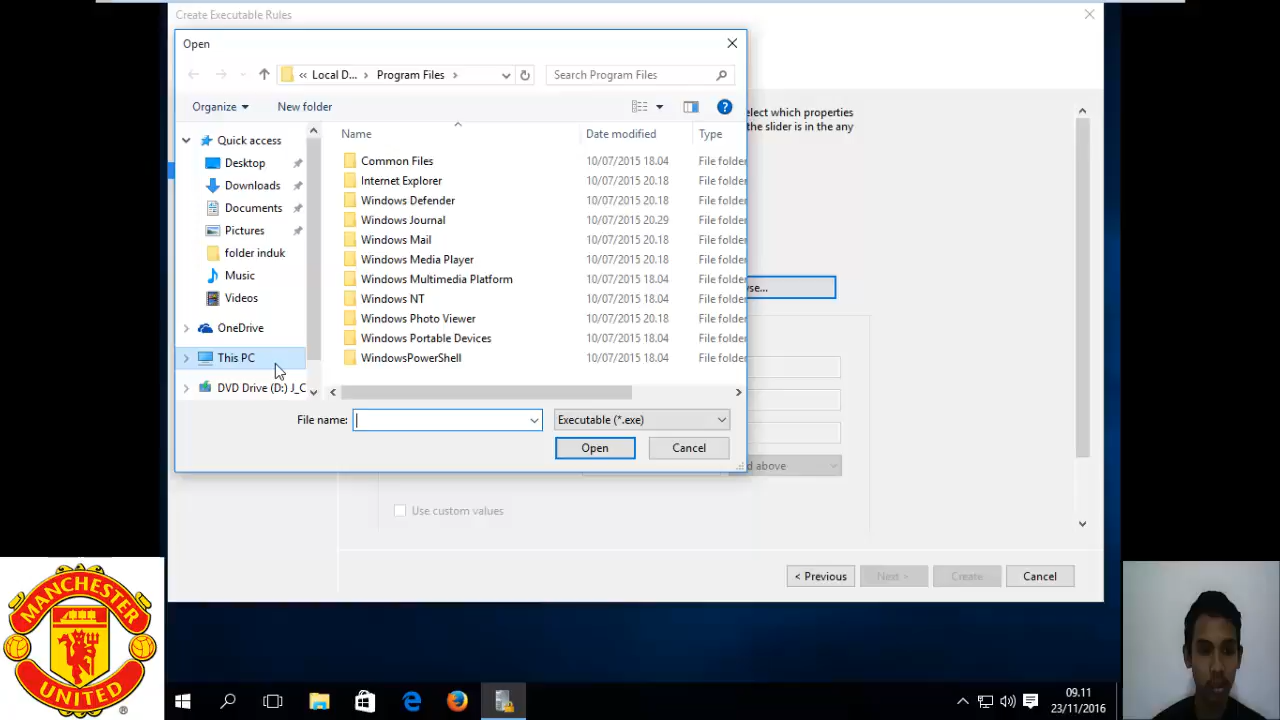 Create Executable Rules
Open
« Local D... › Program Files ›
Search Program Files
Organize
New folder
Name
Date modified
Type
Quick access
Desktop
Downloads
Documents
Pictures
folder induk
Music
Videos
OneDrive
This PC
DVD Drive (D:) J_C
Common Files 10/07/2015 18.04 File folder
Internet Explorer 10/07/2015 20.18 File folder
Windows Defender 10/07/2015 20.18 File folder
Windows Journal 10/07/2015 20.29 File folder
Windows Mail 10/07/2015 20.18 File folder
Windows Media Player 10/07/2015 20.18 File folder
Windows Multimedia Platform 10/07/2015 18.04 File folder
Windows NT 10/07/2015 18.04 File folder
Windows Photo Viewer 10/07/2015 20.18 File folder
Windows Portable Devices 10/07/2015 18.04 File folder
WindowsPowerShell 10/07/2015 18.04 File folder
File name:
Executable (*.exe)
Open
Cancel
elect which properties
the slider is in the any
se...
d above
Use custom values
< Previous
Next >
Create
Cancel
MANCHESTER
UNITED
®
09.11
23/11/2016